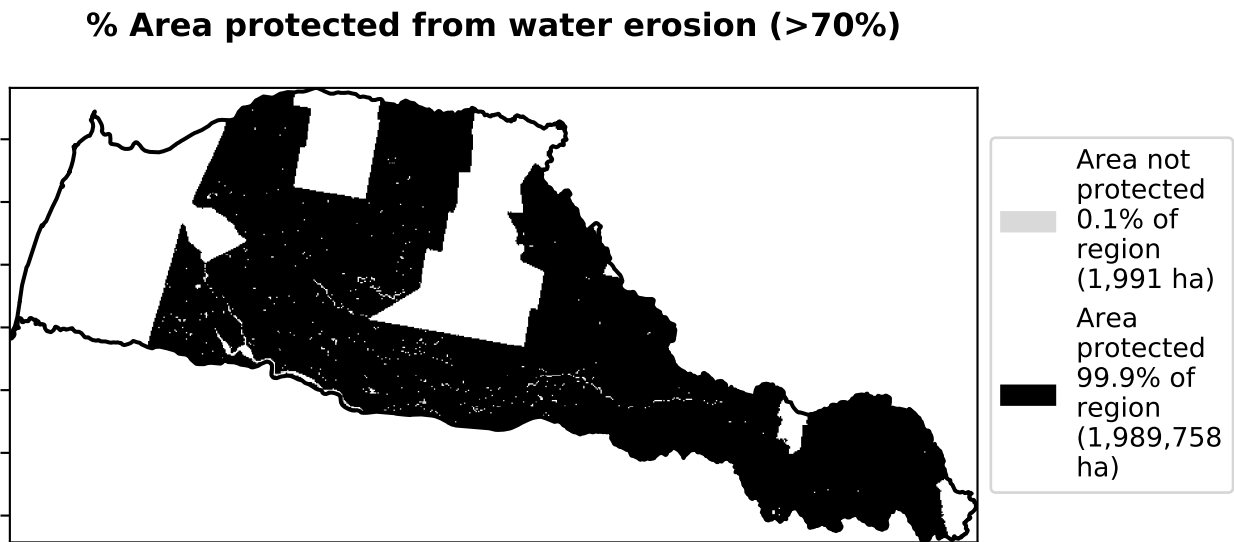 % Area protected from water erosion (>70%)
Area not
protected
0.1% of
region
(1,991 ha)
Area
protected
99.9% of
region
(1,989,758
ha)